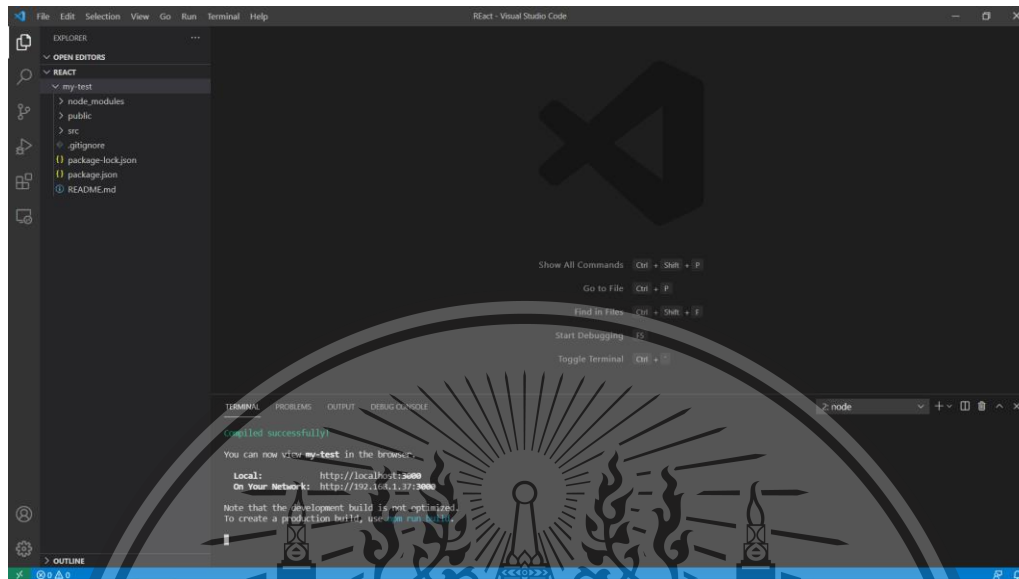 File Edit Selection View Go Run Terminal Help
REact - Visual Studio Code
EXPLORER
OPEN EDITORS
REACT
my-test
node_modules
public
src
.gitignore
package-lock.json
package.json
README.md
OUTLINE
Show All Commands Ctrl + Shift + P
Go to File Ctrl + P
Find in Files Ctrl + Shift + F
Start Debugging F5
Toggle Terminal Ctrl + `
TERMINAL PROBLEMS OUTPUT DEBUG CONSOLE
2: node
Compiled successfully!
You can now view my-test in the browser.
Local: http://localhost:3000
On Your Network: http://192.168.1.37:3000
Note that the development build is not optimized.
To create a production build, use npm run build.
0 0